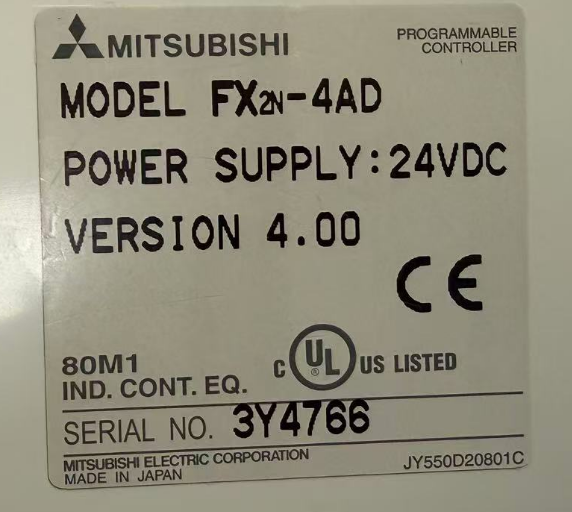 MITSUBISHI
PROGRAMMABLE
CONTROLLER
MODEL FX2N-4AD
POWER SUPPLY:24VDC
VERSION 4.00
CE
80M1
IND. CONT. EQ.
C UL ® US LISTED
SERIAL NO. 3Y4766
MITSUBISHI ELECTRIC CORPORATION
MADE IN JAPAN
JY550D20801C